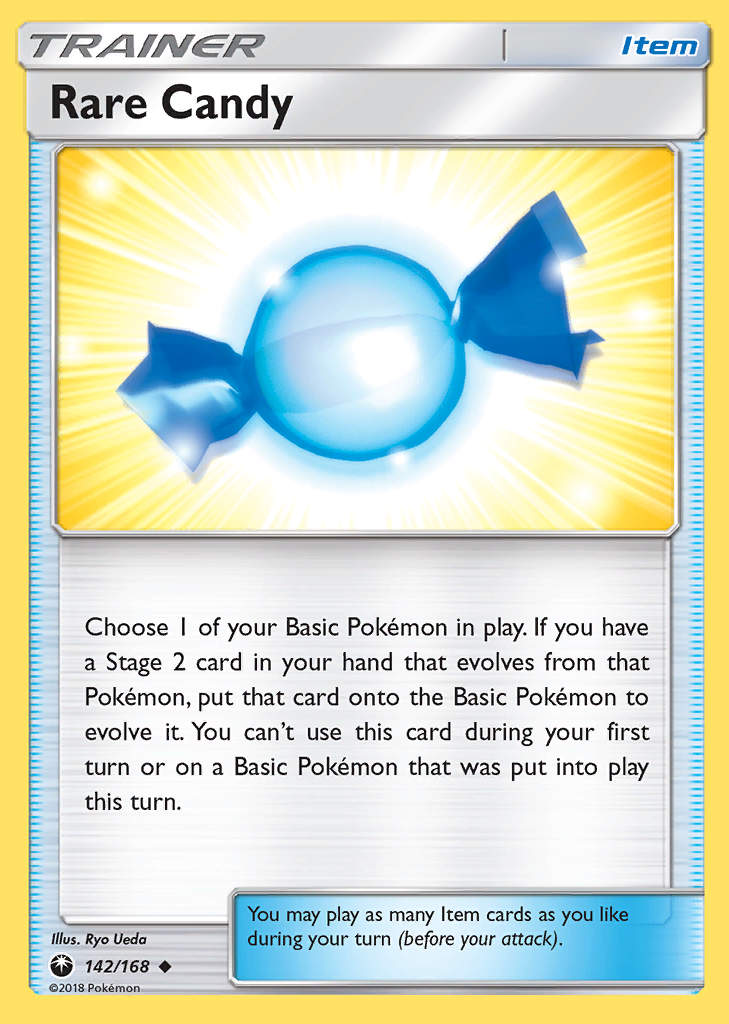 TRAINER
Item
Rare Candy
Choose 1 of your Basic Pokémon in play. If you have
a Stage 2 card in your hand that evolves from that
Pokémon, put that card onto the Basic Pokémon to
evolve it. You can't use this card during your first
turn or on a Basic Pokémon that was put into play
this turn.
You may play as many Item cards as you like
during your turn (before your attack).
Illus. Ryo Ueda
142/168
©2018 Pokémon